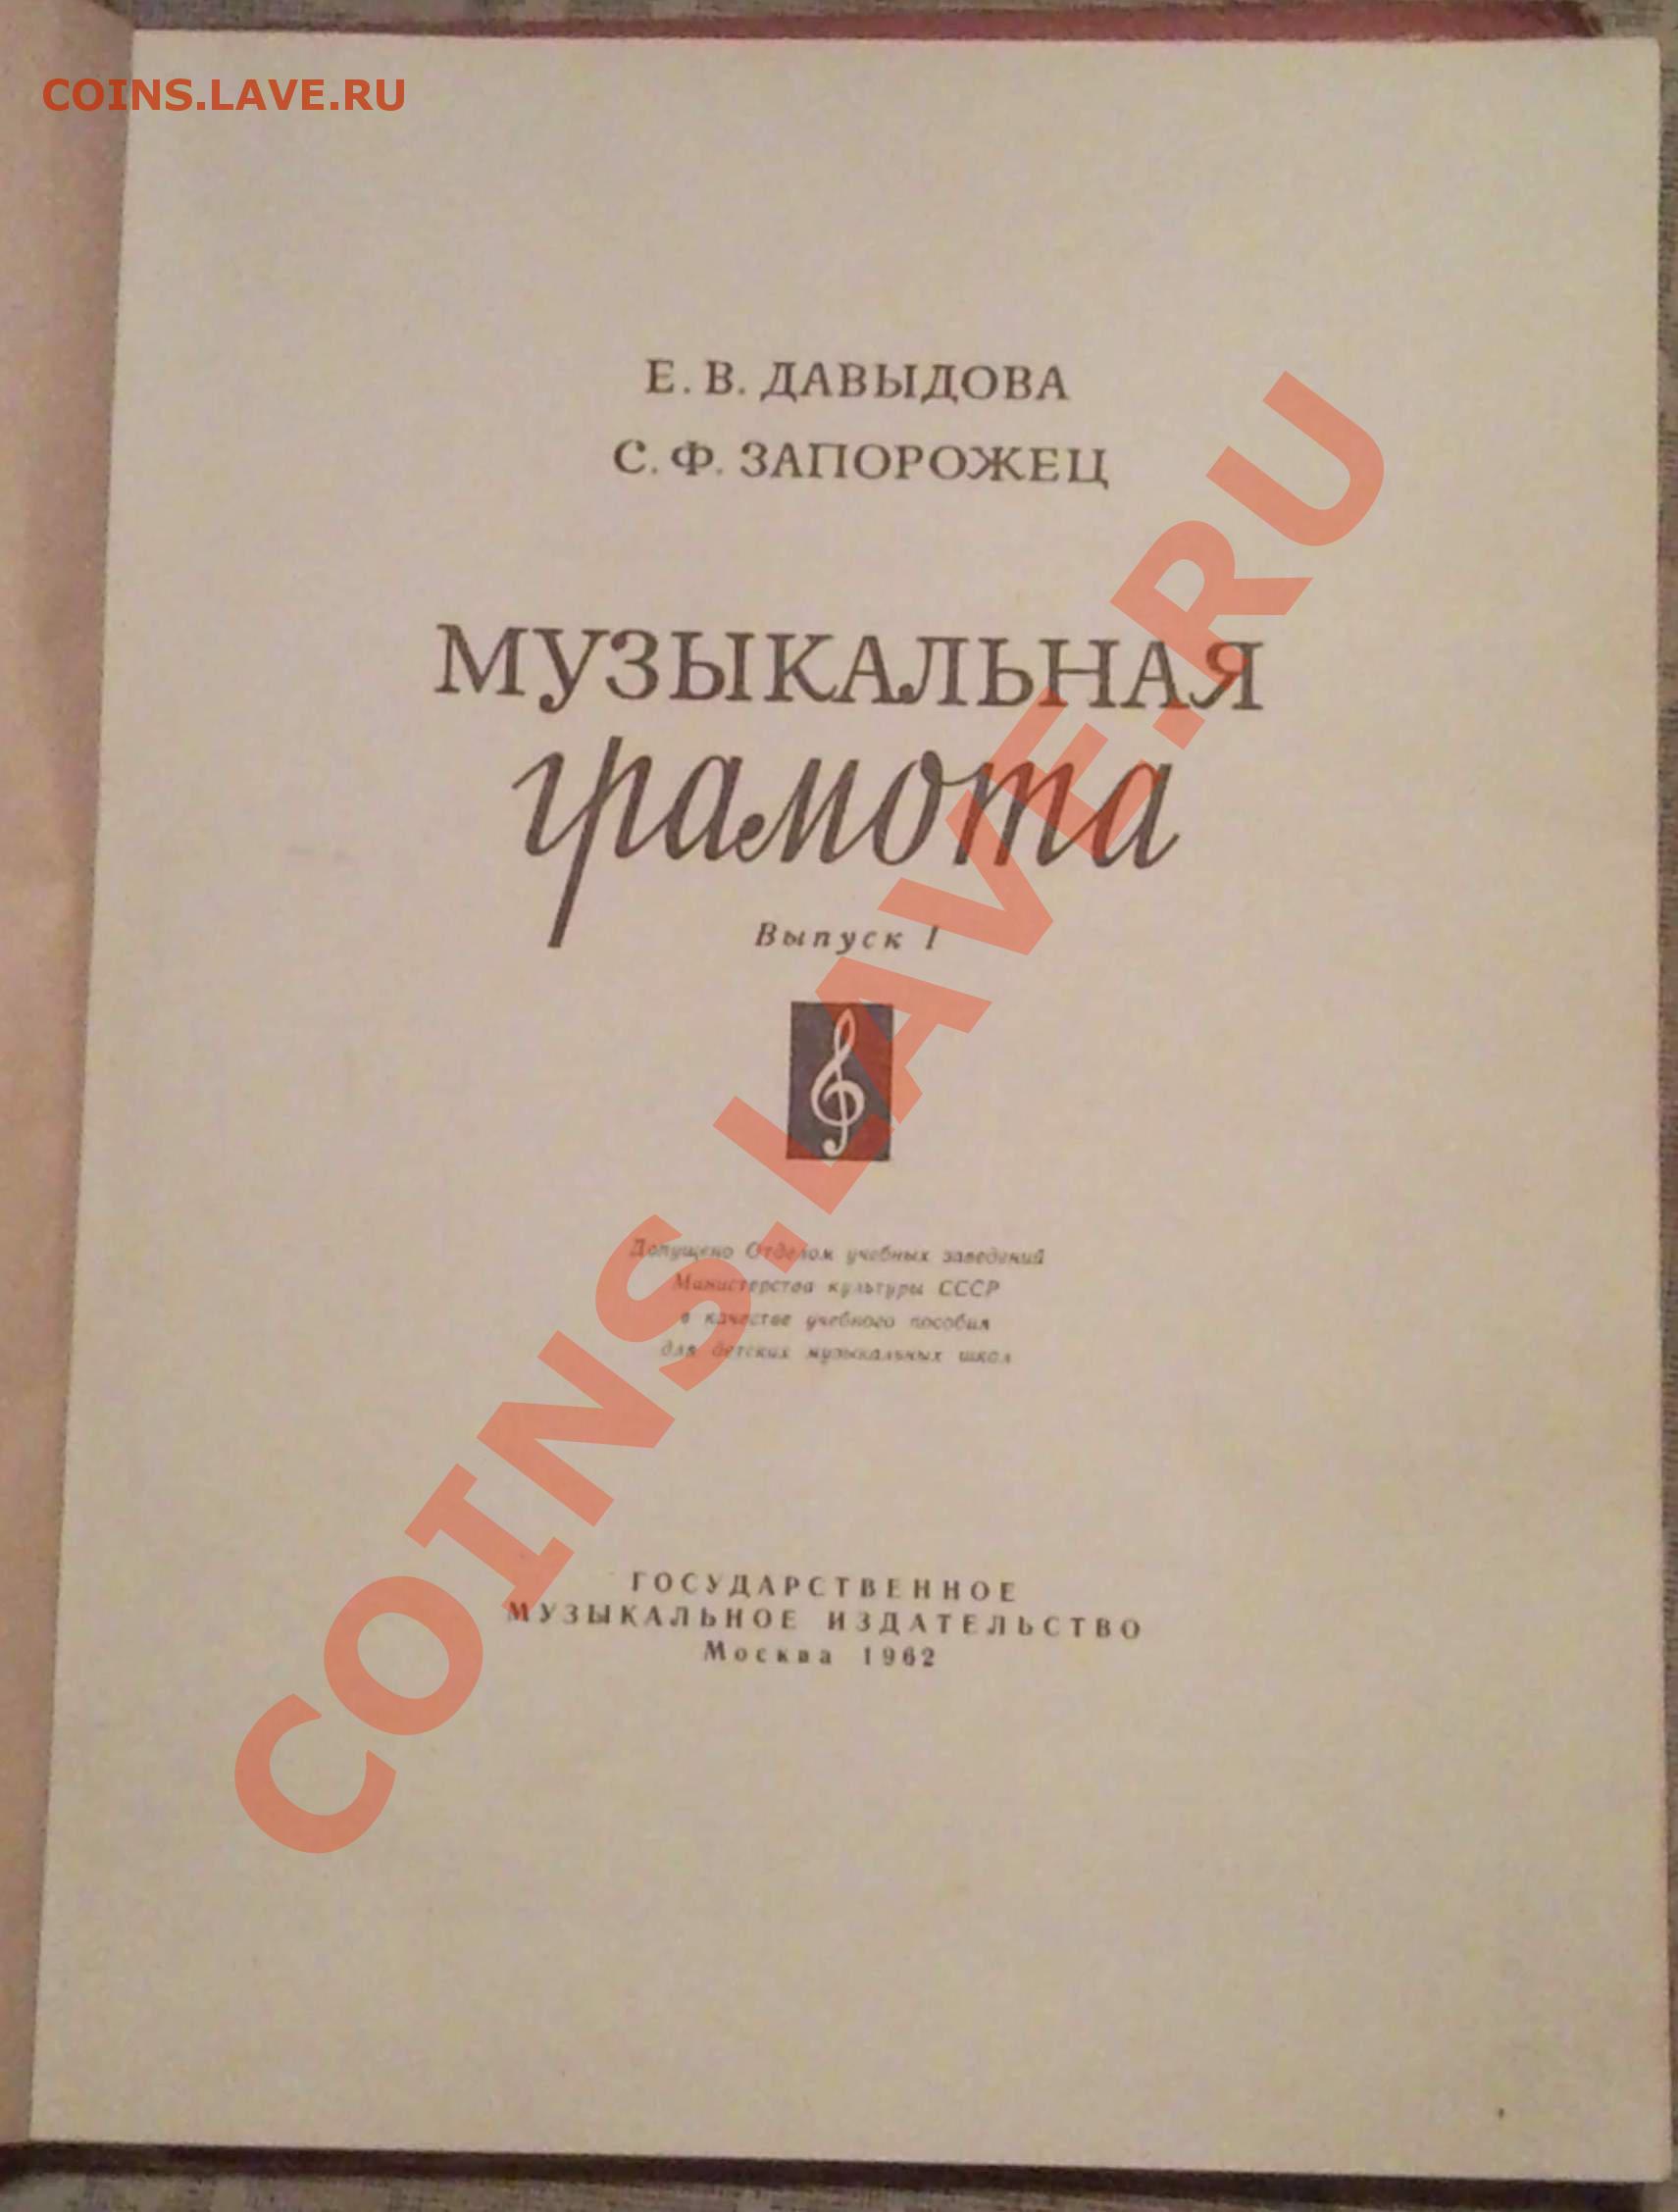 COINS.LAVE.RU
Е. В. ДАВЫДОВА
С. Ф. ЗАПОРОЖЕЦ
МУЗЫКАЛЬНАЯ
грамота
Выпуск I
Допущено Отделом учебных заведений
Министерства культуры СССР
в качестве учебного пособия
для детских музыкальных школ
ГОСУДАРСТВЕННОЕ
МУЗЫКАЛЬНОЕ ИЗДАТЕЛЬСТВО
Москва 1962
COINS.LAVE.RU